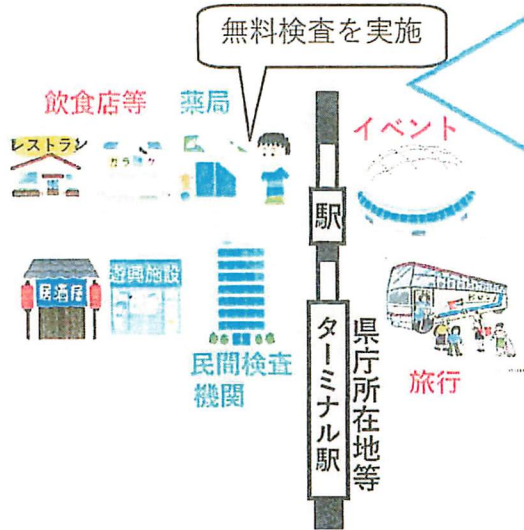 無料検査を実施
飲食店等
薬局
イベント
レストラン
カラオケ
駅
居酒屋
遊興施設
民間検査
機関
ターミナル駅
県庁所在地等
旅行